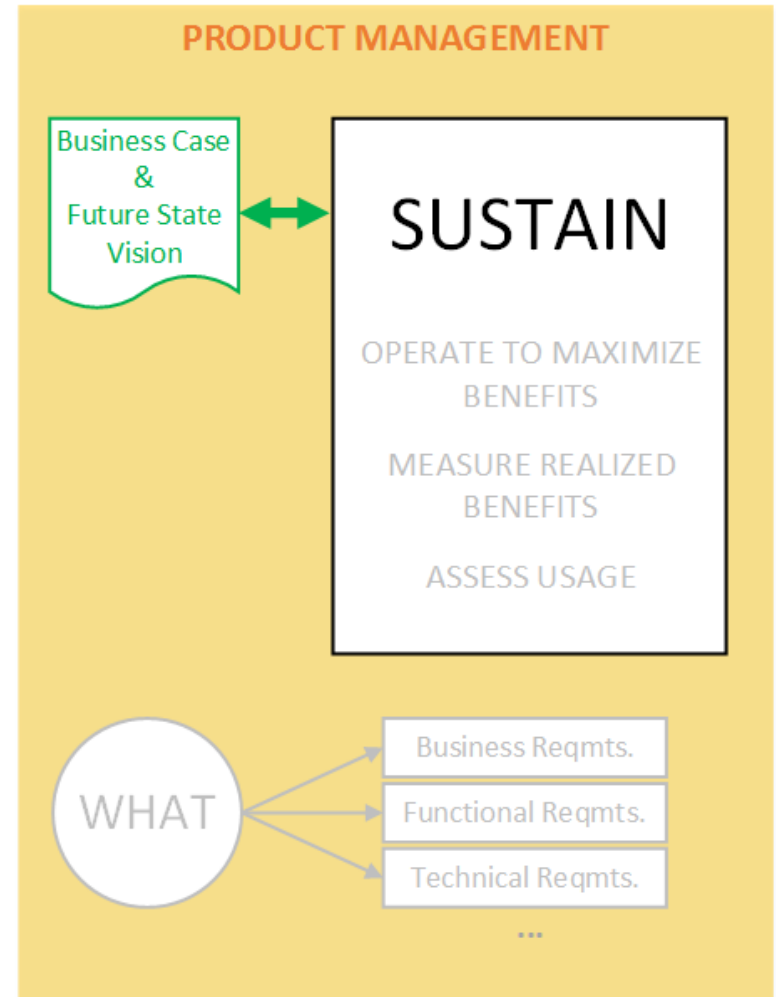 PRODUCT MANAGEMENT
Business Case
&
Future State
Vision
SUSTAIN
OPERATE TO MAXIMIZE
BENEFITS
MEASURE REALIZED
BENEFITS
ASSESS USAGE
WHAT
Business Reqmts.
Functional Reqmts.
Technical Reqmts.
...